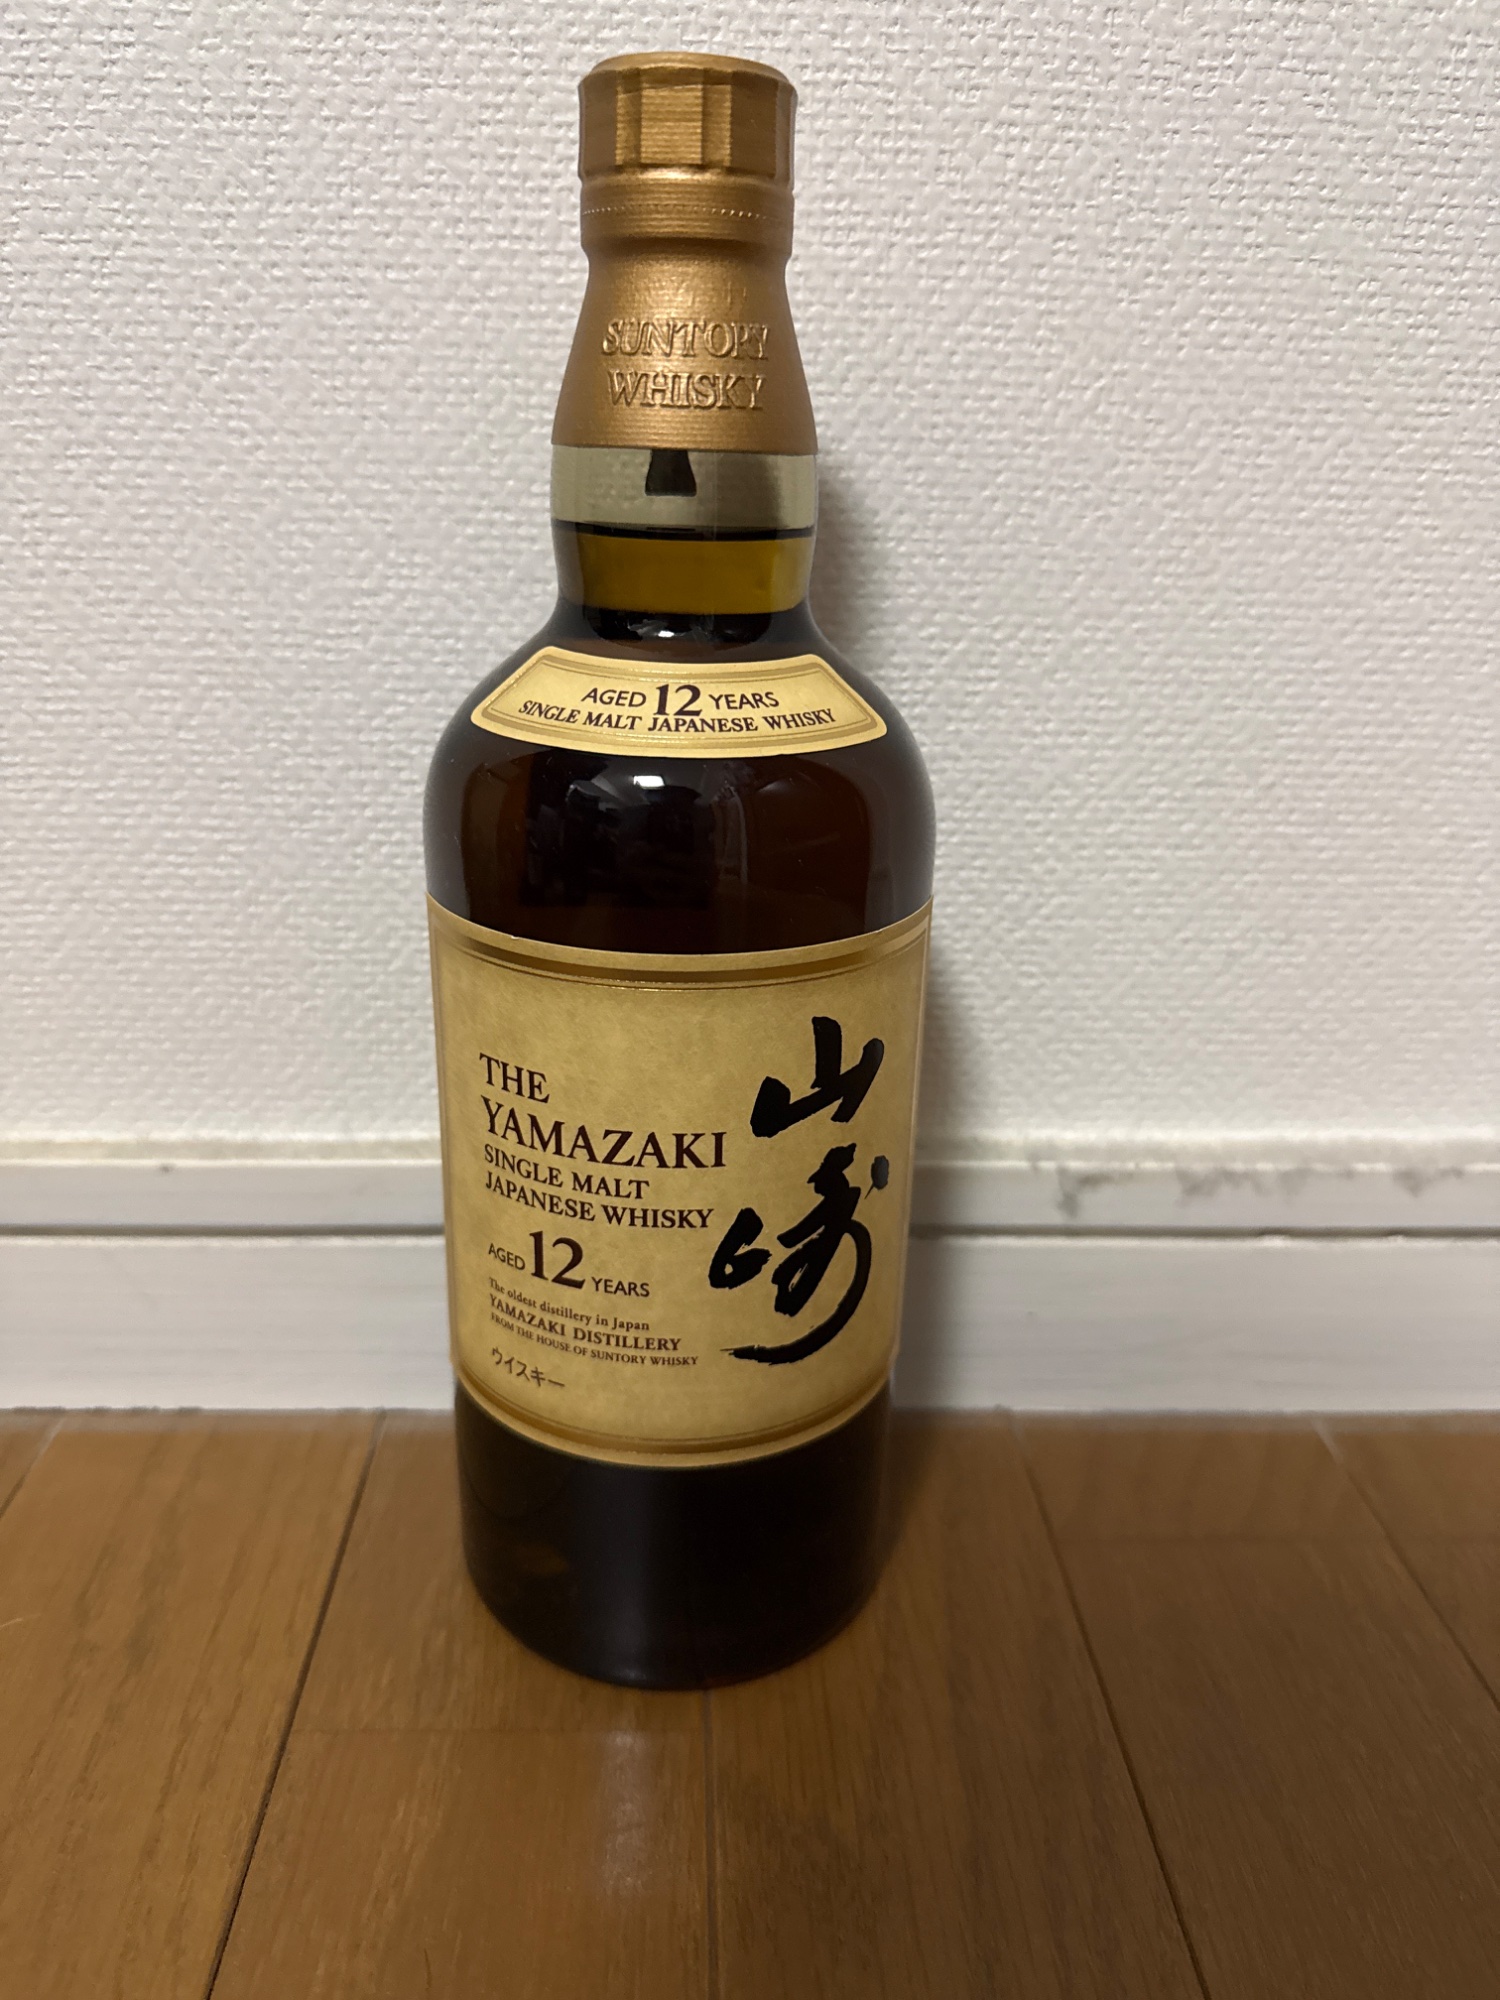 SUNTORY
WHISKY
AGED 12 YEARS
SINGLE MALT JAPANESE WHISKY
THE
YAMAZAKI
SINGLE MALT
JAPANESE WHISKY
AGED 12 YEARS
The oldest distillery in Japan
YAMAZAKI DISTILLERY
FROM THE HOUSE OF SUNTORY WHISKY
ウイスキー
山崎